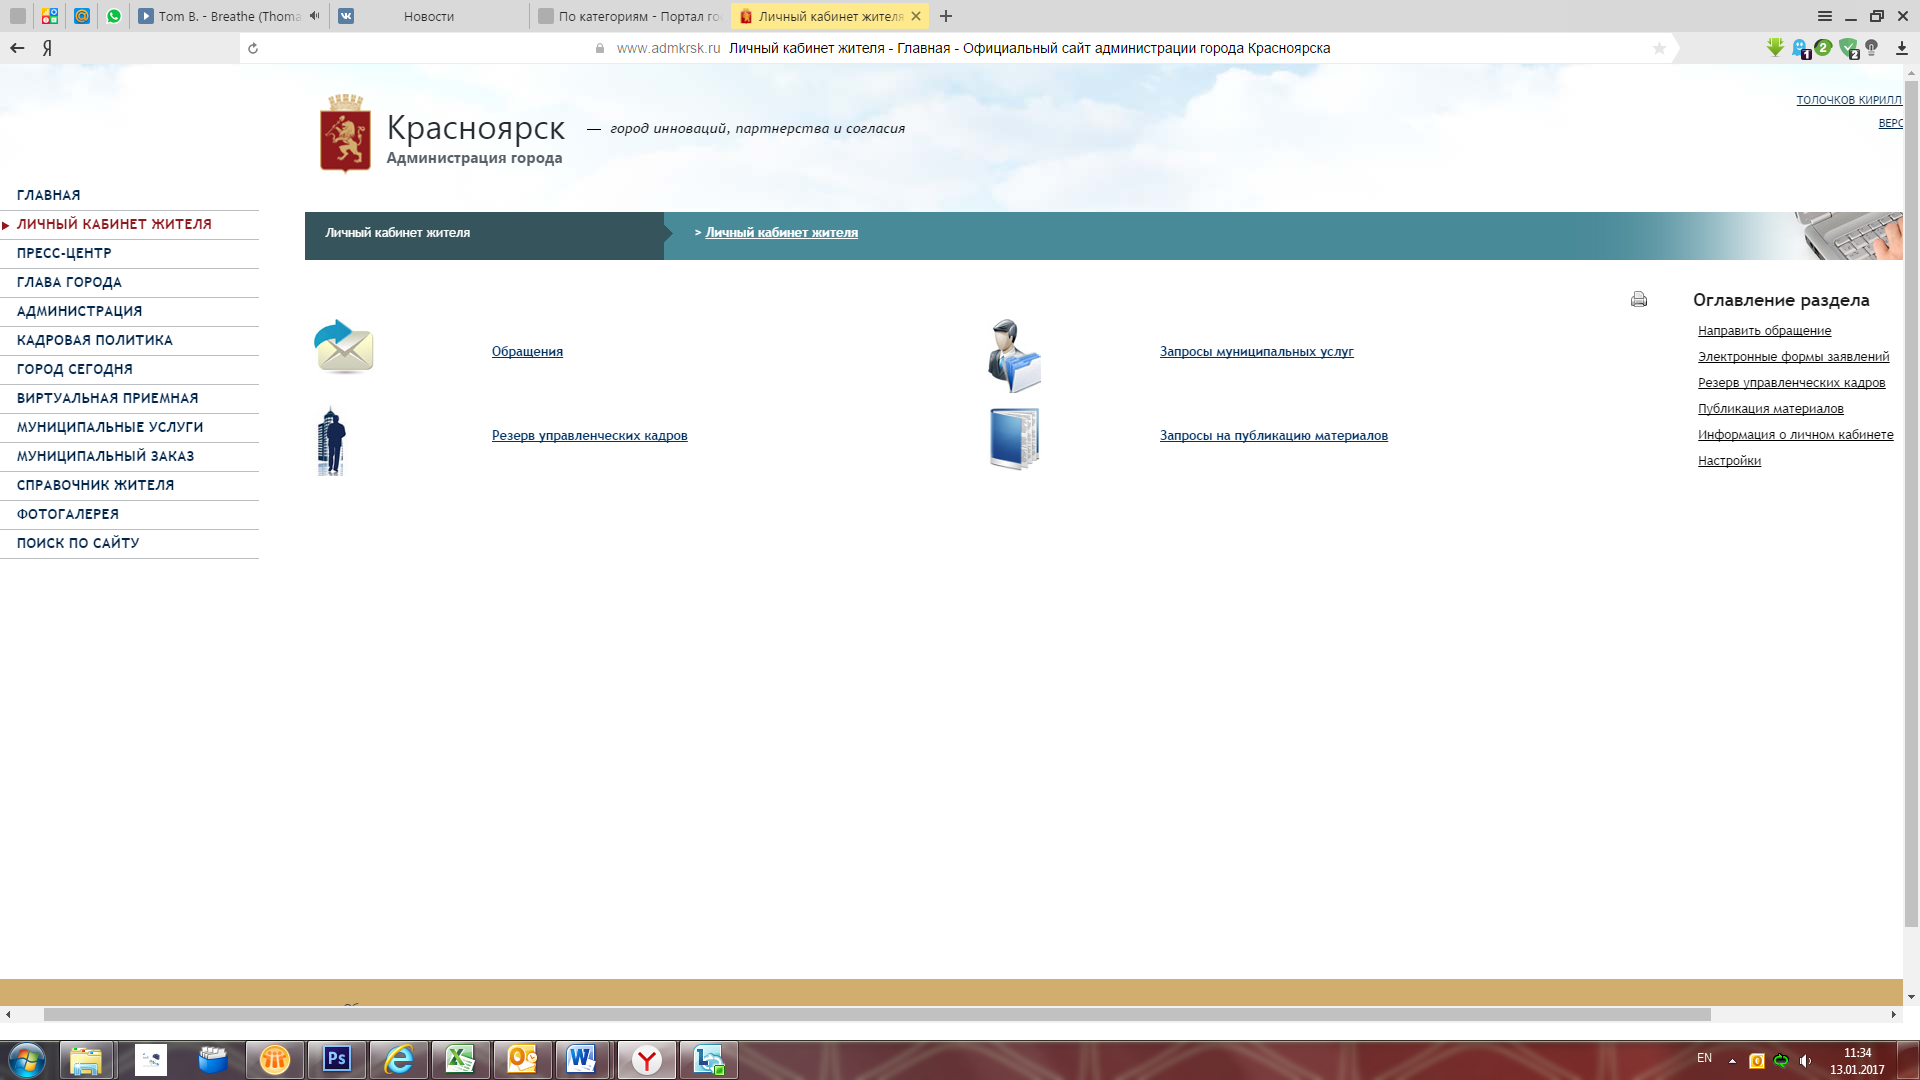 Tom B. - Breathe (Thoma
Новости
По категориям - Портал го
Личный кабинет жителя
www.admkrsk.ru Личный кабинет жителя - Главная - Официальный сайт администрации города Красноярска
1
2
2
ТОЛОЧКОВ КИРИЛЛ
ВЕРС
Красноярск — город инноваций, партнерства и согласия
Администрация города
ГЛАВНАЯ
ЛИЧНЫЙ КАБИНЕТ ЖИТЕЛЯ
ПРЕСС-ЦЕНТР
ГЛАВА ГОРОДА
АДМИНИСТРАЦИЯ
КАДРОВАЯ ПОЛИТИКА
ГОРОД СЕГОДНЯ
ВИРТУАЛЬНАЯ ПРИЕМНАЯ
МУНИЦИПАЛЬНЫЕ УСЛУГИ
МУНИЦИПАЛЬНЫЙ ЗАКАЗ
СПРАВОЧНИК ЖИТЕЛЯ
ФОТОГАЛЕРЕЯ
ПОИСК ПО САЙТУ
Личный кабинет жителя
> Личный кабинет жителя
Обращения
Запросы муниципальных услуг
Резерв управленческих кадров
Запросы на публикацию материалов
Оглавление раздела
Направить обращение
Электронные формы заявлений
Резерв управленческих кадров
Публикация материалов
Информация о личном кабинете
Настройки
Ps
EN
11:34
13.01.2017